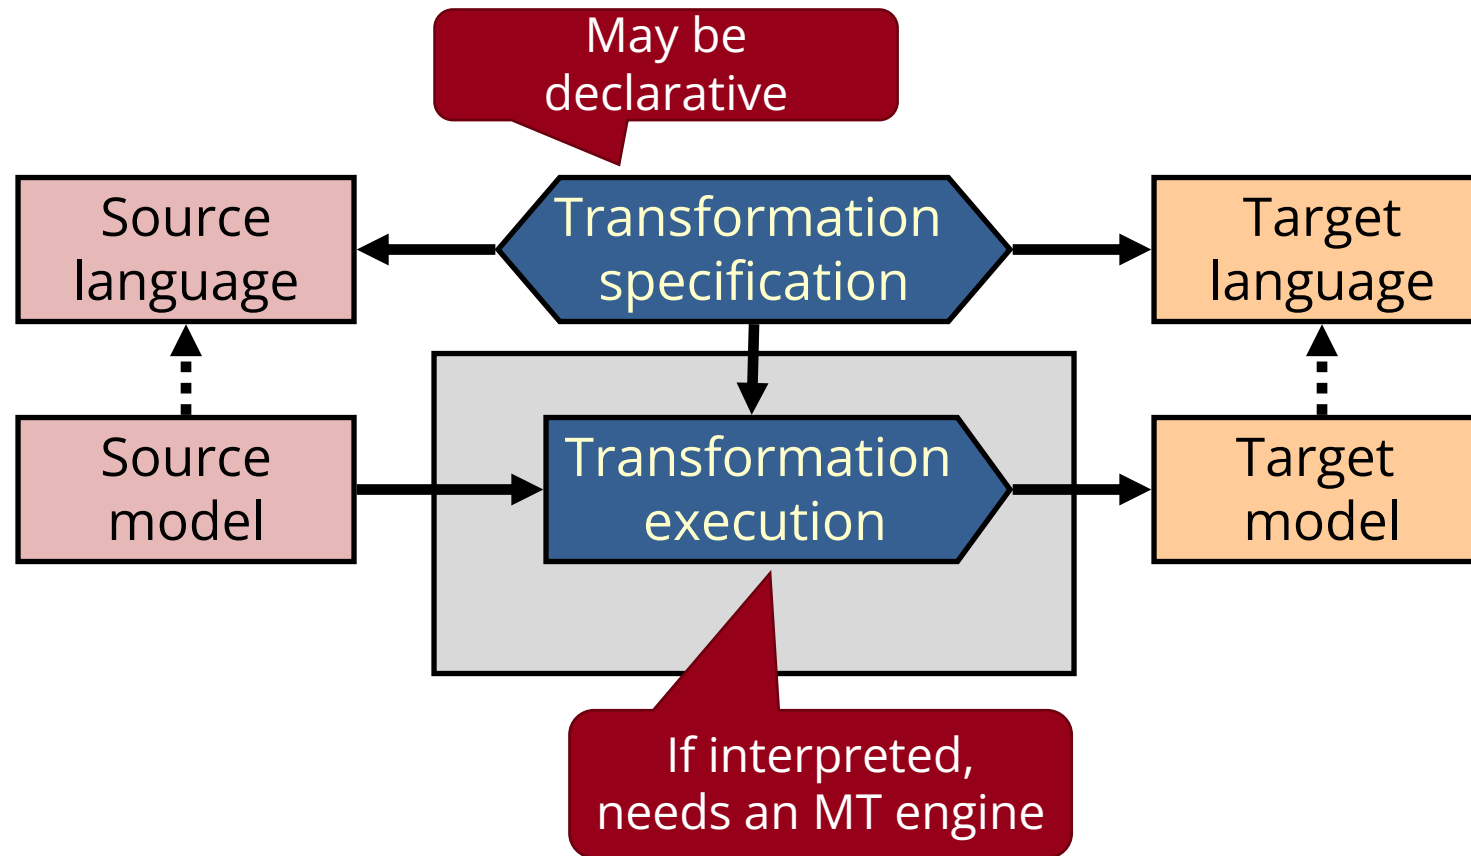 May be
declarative
Source
language
Transformation
specification
Target
language
Source
model
Transformation
execution
Target
model
If interpreted,
needs an MT engine